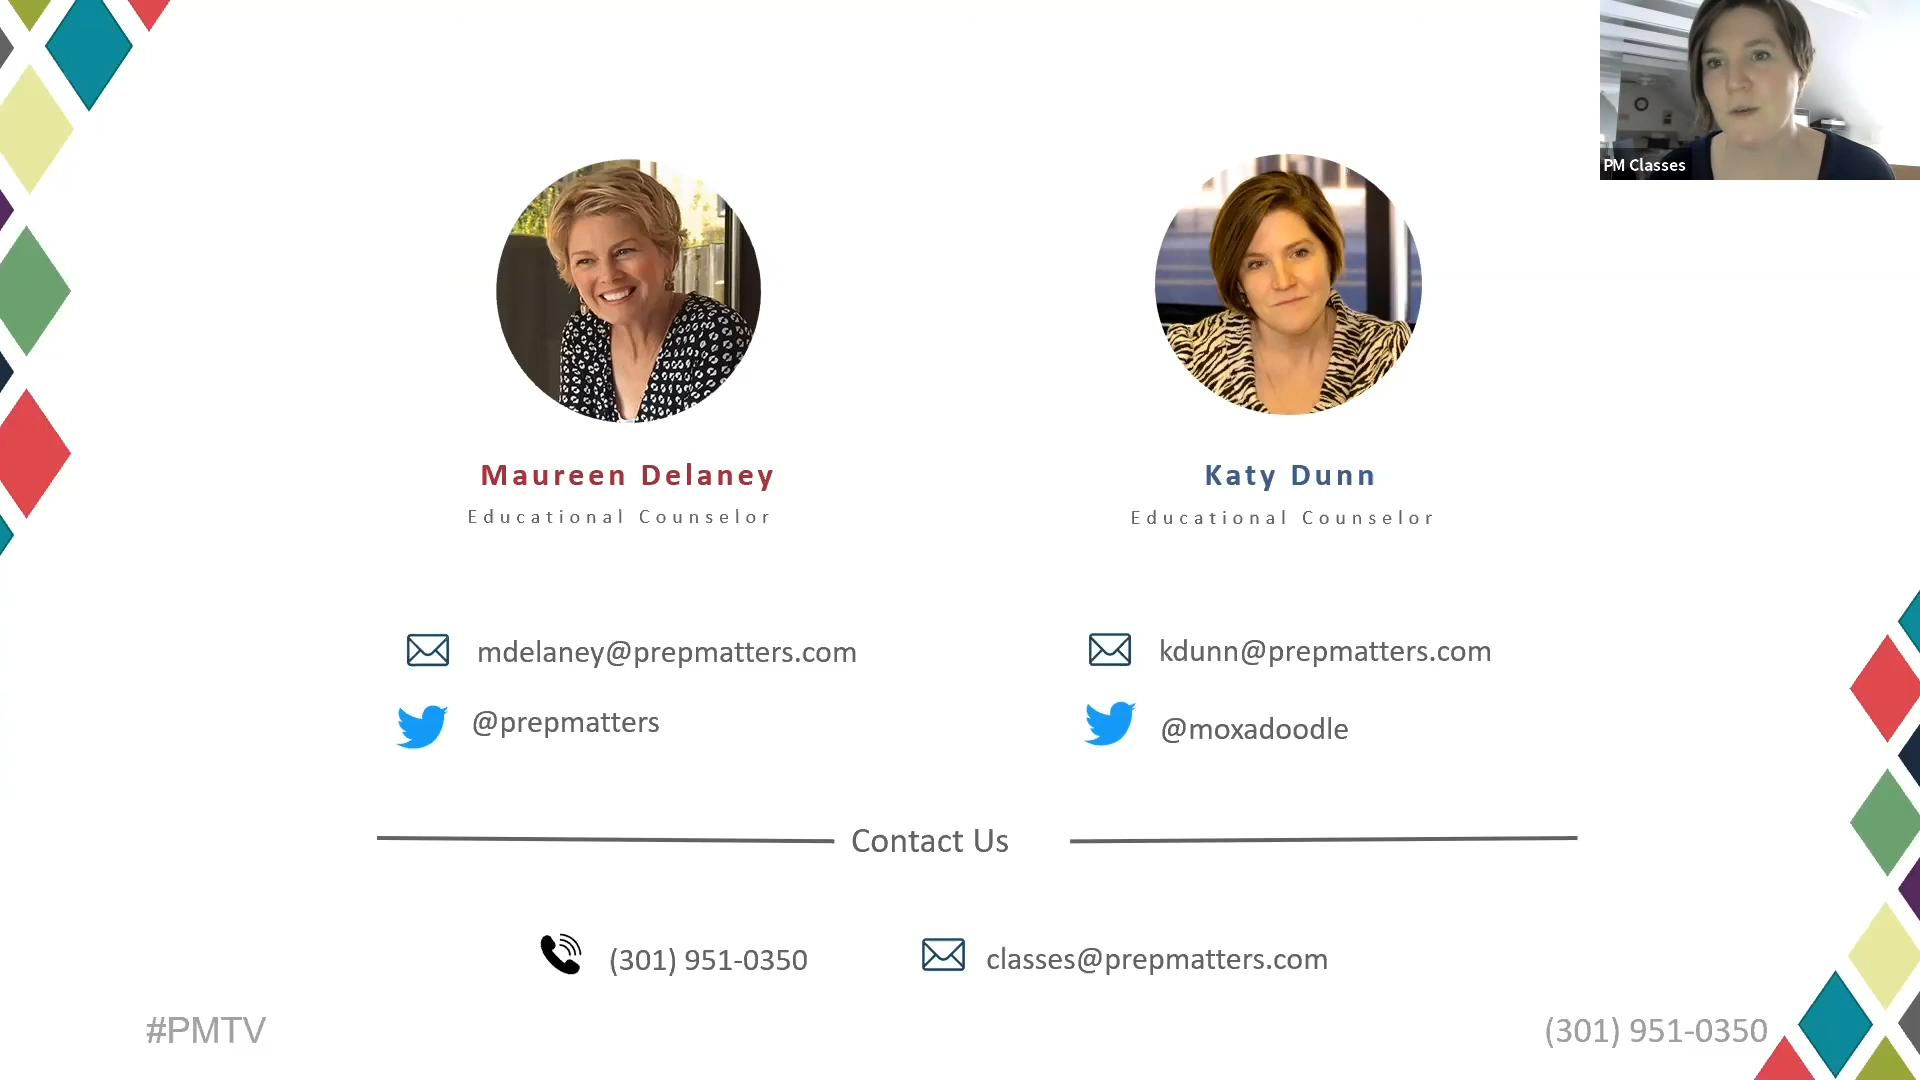 PM Classes
Maureen Delaney
Educational Counselor
mdelaney@prepmatters.com
@prepmatters
Katy Dunn
Educational Counselor
kdunn@prepmatters.com
@moxadoodle
Contact Us
(301) 951-0350
classes@prepmatters.com
#PMTV
(301) 951-0350